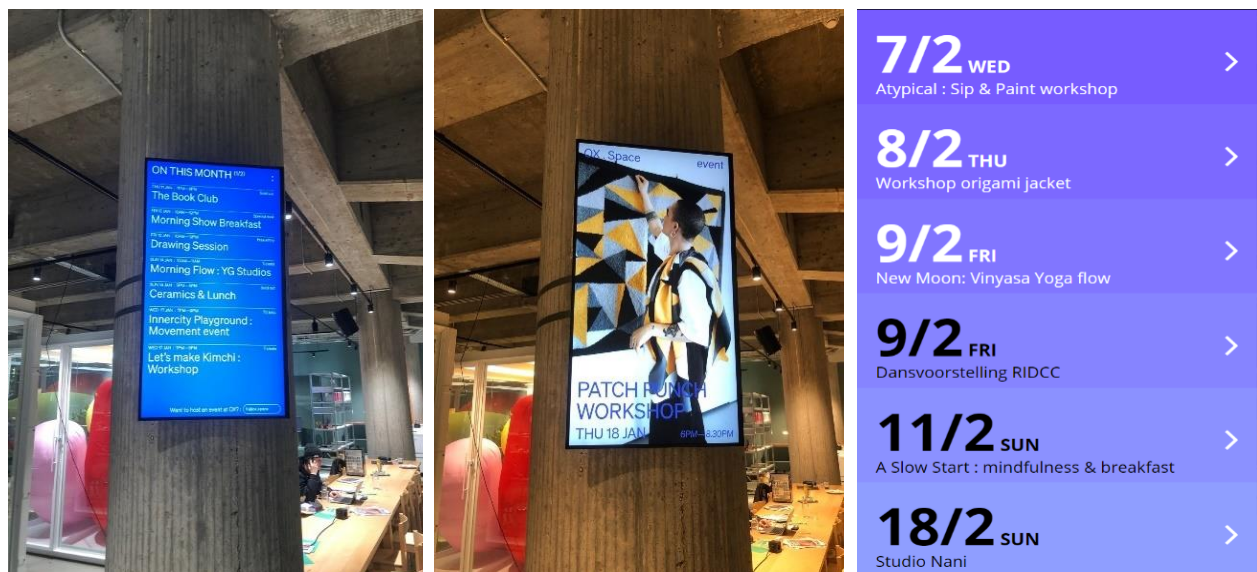 ON THIS MONTH
The Book Club
Morning Show Breakfast
Drawing Session
Morning Flow : YG Studios
Ceramics & Lunch
Innercity Playground :
Movement event
Let's make Kimchi :
Workshop
Want to host an event at OX? :
OX. Space
event
PATCH PUNCH
WORKSHOP
THU 18 JAN
6PM—8.30PM
7/2 WED
Atypical : Sip & Paint workshop
8/2 THU
Workshop origami jacket
9/2 FRI
New Moon: Vinyasa Yoga flow
9/2 FRI
Dansvoorstelling RIDCC
11/2 SUN
A Slow Start : mindfulness & breakfast
18/2 SUN
Studio Nani